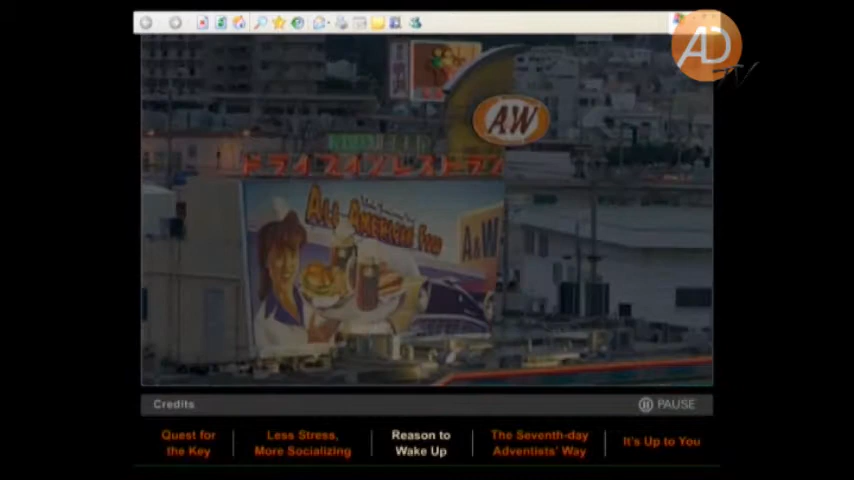 AD
TV
A&W
ドライブインレストラン
ALL AMERICAN FOOD
A&W
Credits
PAUSE
Quest for
the Key
Less Stress,
More Socializing
Reason to
Wake Up
The Seventh-day
Adventists' Way
It's Up to You